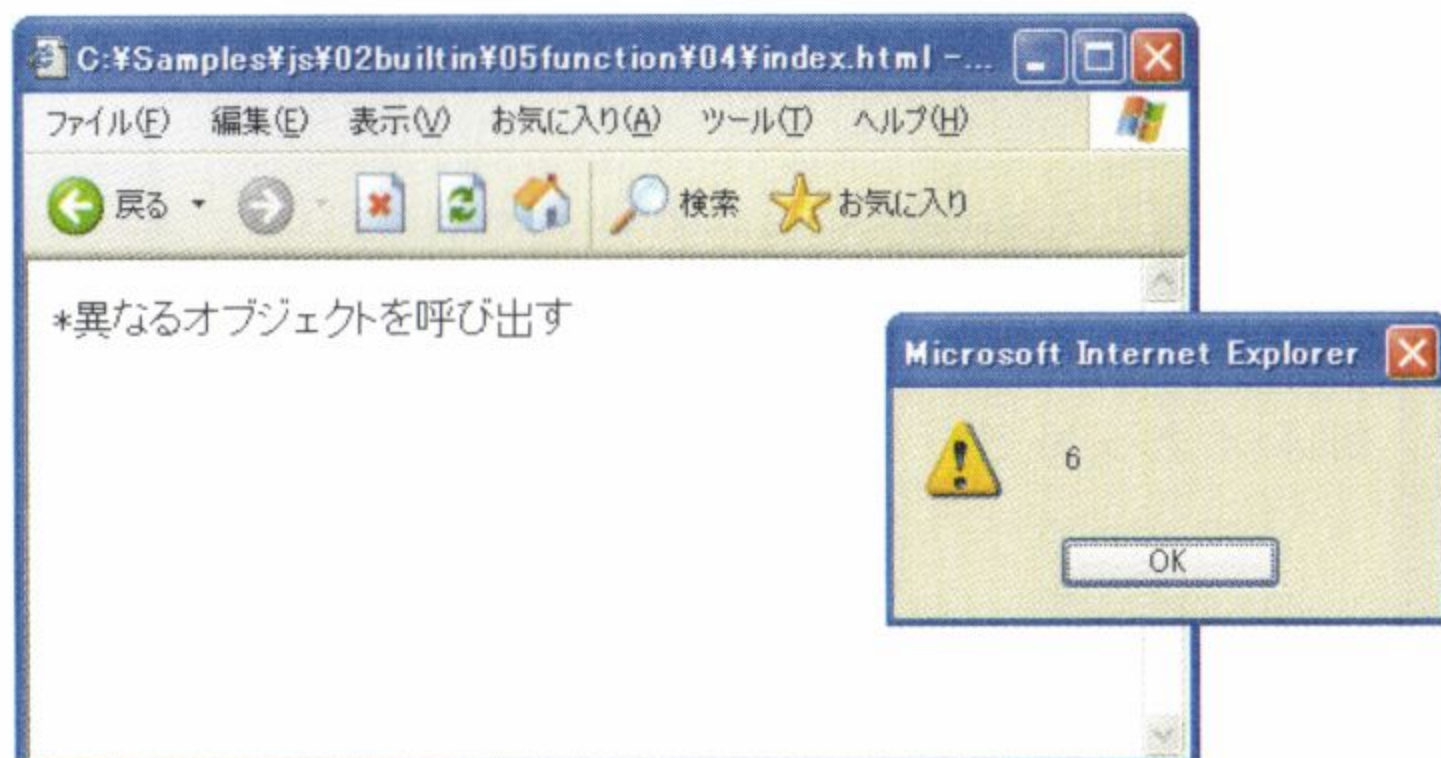 C:¥Samples¥js¥02builtin¥05function¥04¥index.html -...
ファイル(F) 編集(E) 表示(V) お気に入り(A) ツール(T) ヘルプ(H)
戻る 検索 お気に入り
*異なるオブジェクトを呼び出す
Microsoft Internet Explorer
6
OK